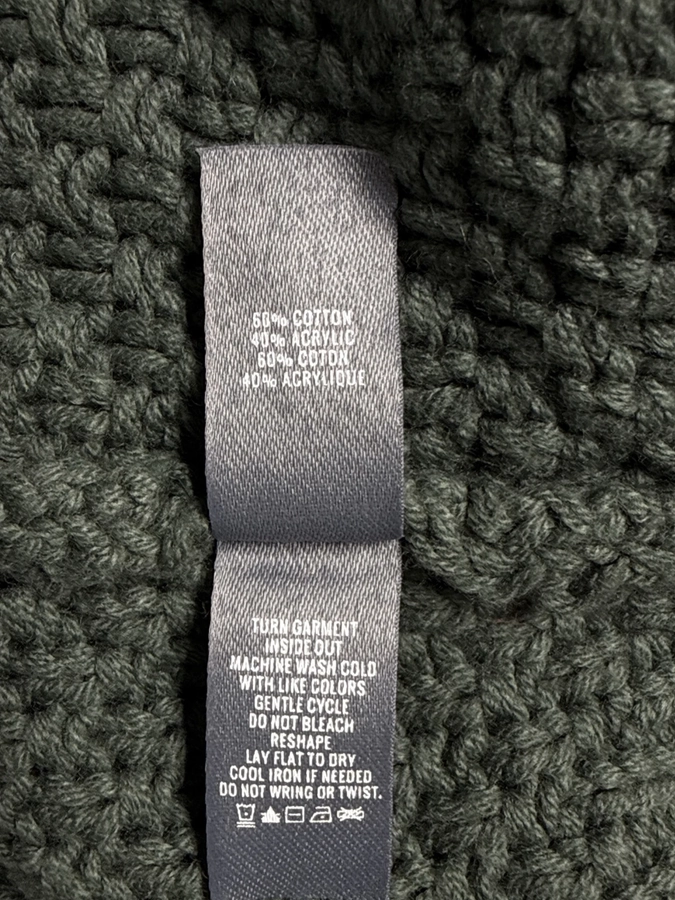 60% COTTON
40% ACRYLIC
60% COTON
40% ACRYLIQUE
TURN GARMENT
INSIDE OUT
MACHINE WASH COLD
WITH LIKE COLORS
GENTLE CYCLE
DO NOT BLEACH
RESHAPE
LAY FLAT TO DRY
COOL IRON IF NEEDED
DO NOT WRING OR TWIST.